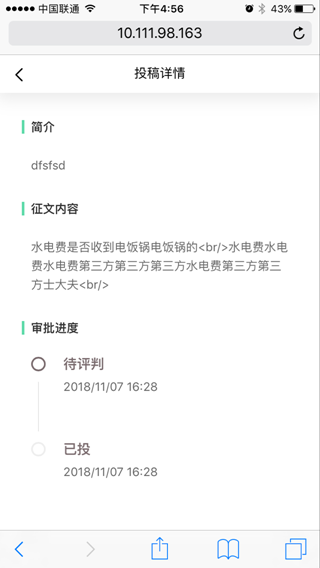 中国联通 下午4:56 43%
10.111.98.163
投稿详情
简介
dfsfsd
征文内容
水电费是否收到电饭锅电饭锅的<br/>水电费水电
费水电费第三方第三方第三方水电费第三方第三
方士大夫<br/>
审批进度
待评判
2018/11/07 16:28
已投
2018/11/07 16:28